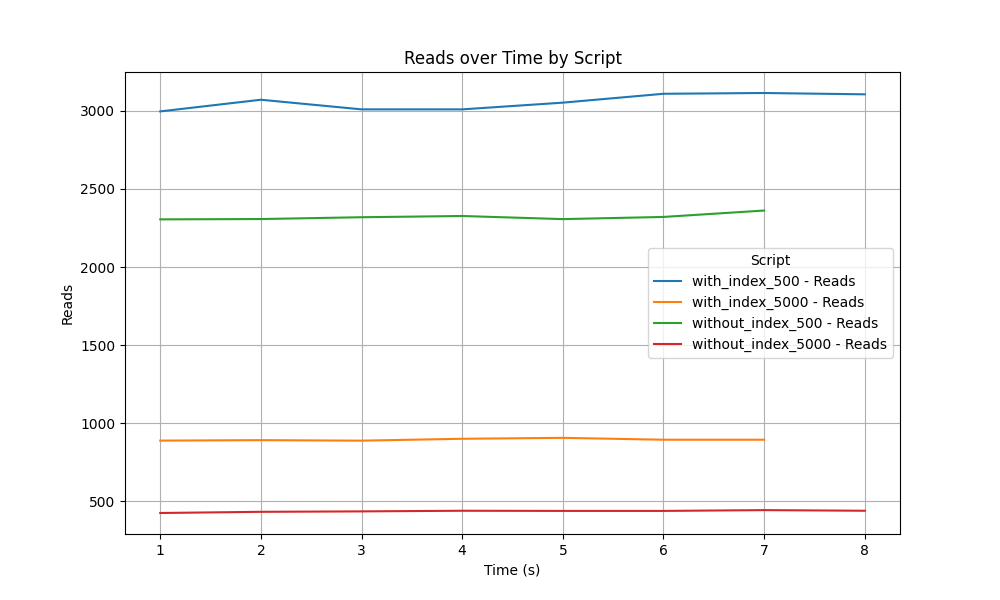 Reads over Time by Script
Reads
3000
2500
2000
1500
1000
500
Script
with_index_500 - Reads
with_index_5000 - Reads
without_index_500 - Reads
without_index_5000 - Reads
1 2 3 4 5 6 7 8
Time (s)